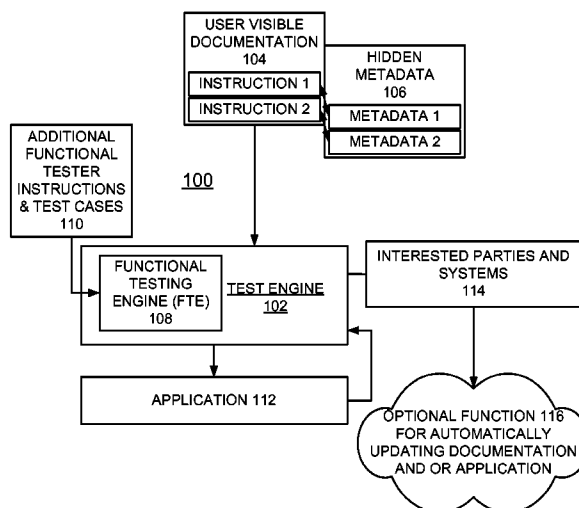 USER VISIBLE
DOCUMENTATION
104
INSTRUCTION 1
INSTRUCTION 2
HIDDEN
METADATA
106
METADATA 1
METADATA 2
ADDITIONAL
FUNCTIONAL
TESTER
INSTRUCTIONS
& TEST CASES
110
100
FUNCTIONAL
TESTING
ENGINE (FTE)
108
TEST ENGINE
102
INTERESTED PARTIES AND
SYSTEMS
114
APPLICATION 112
OPTIONAL FUNCTION 116
FOR AUTOMATICALLY
UPDATING DOCUMENTATION
AND OR APPLICATION